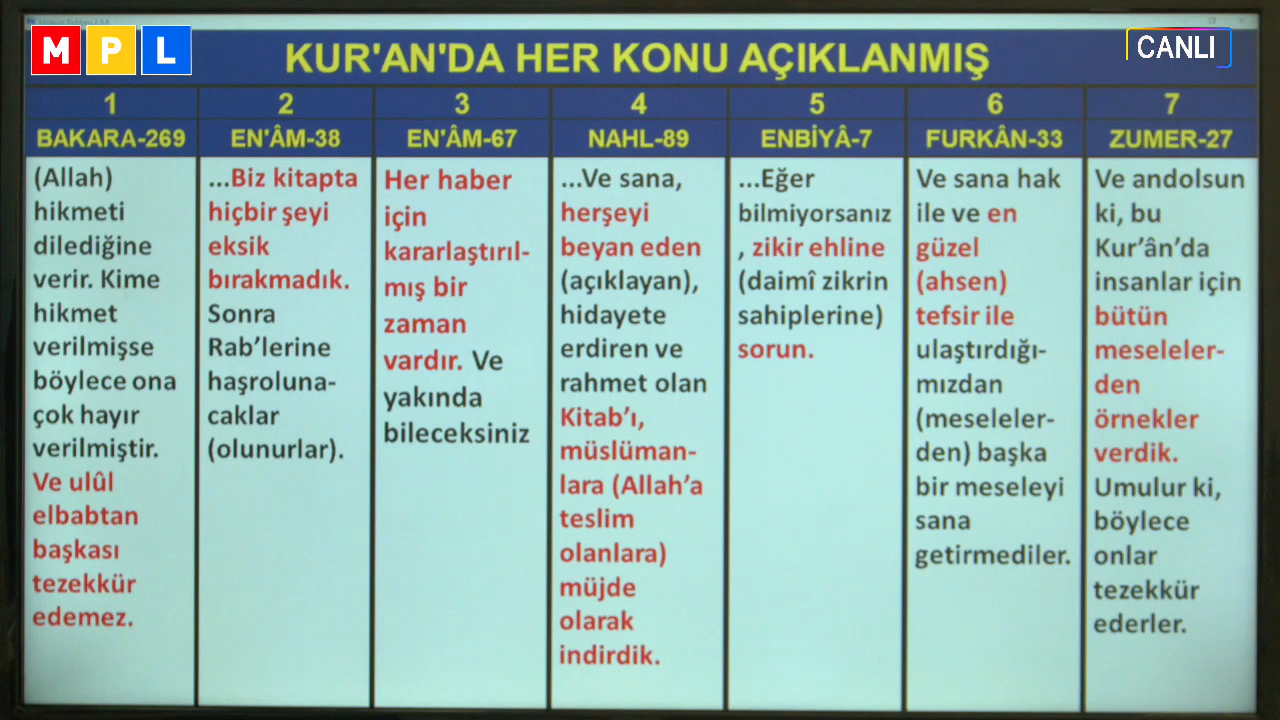 MPL
CANLI
KUR'AN'DA HER KONU AÇIKLANMIŞ
1
BAKARA-269
(Allah)
hikmeti
dilediğine
verir. Kime
hikmet
verilmişse
böylece ona
çok hayır
verilmiştir.
Ve ulûl
elbabtan
başkası
tezekkür
edemez.
2
EN'ÂM-38
...Biz kitapta
hiçbir şeyi
eksik
bırakmadık.
Sonra
Rab’lerine
haşroluna-
caklar
(olunurlar).
3
EN'ÂM-67
Her haber
için
kararlaştırıl-
mış bir
zaman
vardır. Ve
yakında
bileceksiniz
4
NAHL-89
...Ve sana,
herşeyi
beyan eden
(açıklayan),
hidayete
erdiren ve
rahmet olan
Kitab’ı,
müslüman-
lara (Allah’a
teslim
olanlara)
müjde
olarak
indirdik.
5
ENBİYÂ-7
...Eğer
bilmiyorsanız
, zikir ehline
(daimî zikrin
sahiplerine)
sorun.
6
FURKÂN-33
Ve sana hak
ile ve en
güzel
(ahsen)
tefsir ile
ulaştırdığı-
mızdan
(meseleler-
den) başka
bir meseleyi
sana
getirmediler.
7
ZUMER-27
Ve andolsun
ki, bu
Kur’ân’da
insanlar için
bütün
meseleler-
den
örnekler
verdik.
Umulur ki,
böylece
onlar
tezekkür
ederler.